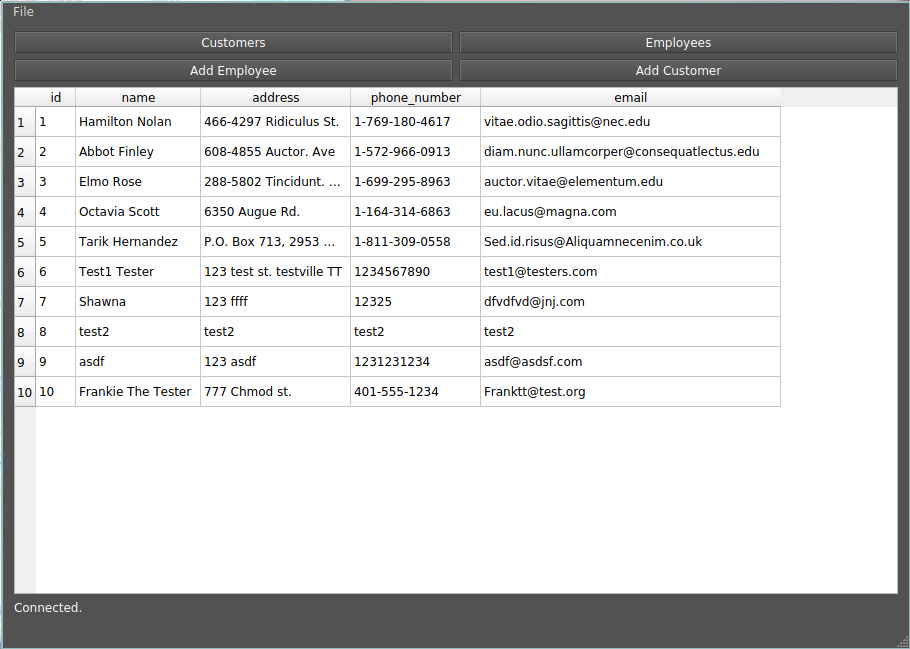 File
Customers Employees
Add Employee Add Customer
id name address phone_number email
1 1 Hamilton Nolan 466-4297 Ridiculus St. 1-769-180-4617 vitae.odio.sagittis@nec.edu
2 2 Abbot Finley 608-4855 Auctor. Ave 1-572-966-0913 diam.nunc.ullamcorper@consequatlectus.edu
3 3 Elmo Rose 288-5802 Tincidunt. ... 1-699-295-8963 auctor.vitae@elementum.edu
4 4 Octavia Scott 6350 Augue Rd. 1-164-314-6863 eu.lacus@magna.com
5 5 Tarik Hernandez P.O. Box 713, 2953 ... 1-811-309-0558 Sed.id.risus@Aliquamnecenim.co.uk
6 6 Test1 Tester 123 test st. testville TT 1234567890 test1@testers.com
7 7 Shawna 123 ffff 12325 dfvdfvd@jnj.com
8 8 test2 test2 test2 test2
9 9 asdf 123 asdf 1231231234 asdf@asdsf.com
10 10 Frankie The Tester 777 Chmod st. 401-555-1234 Franktt@test.org
Connected.